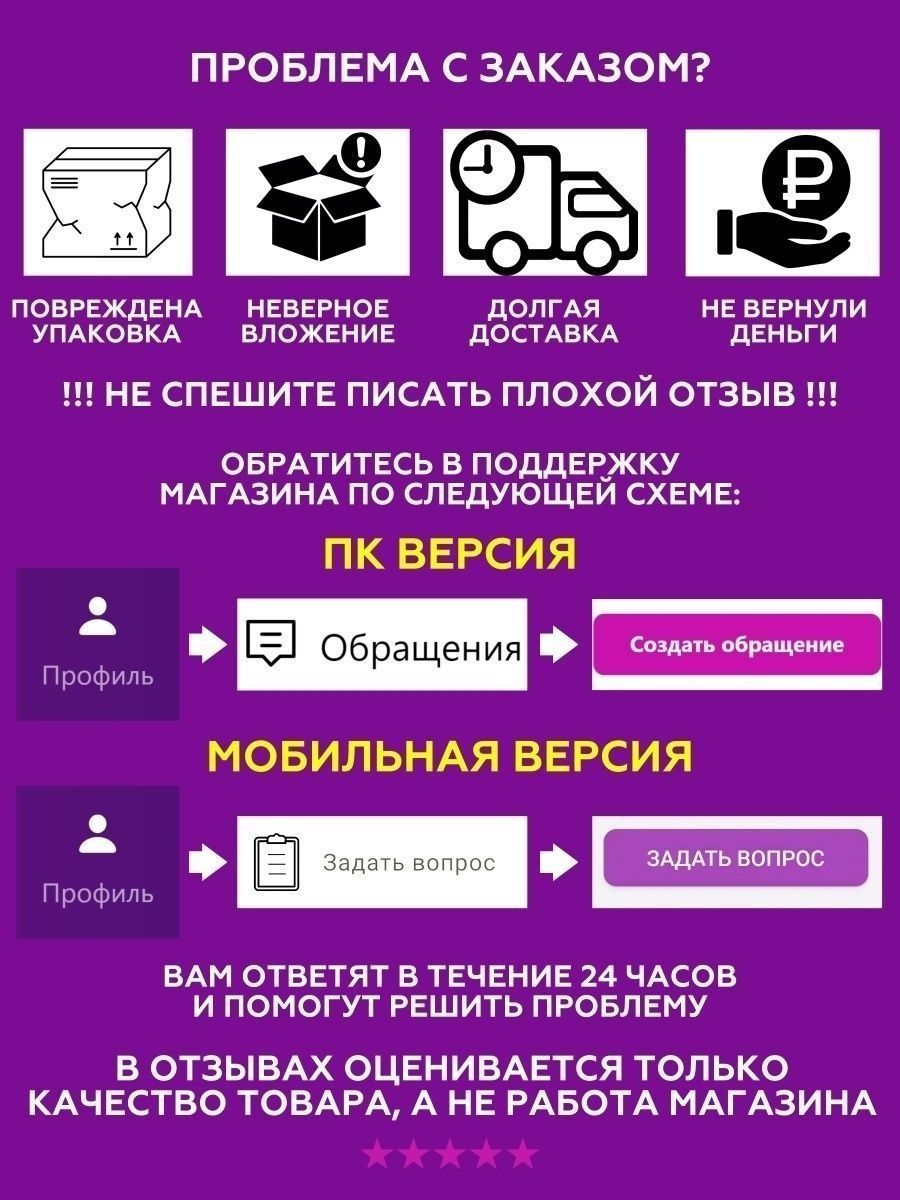 ПРОБЛЕМА С ЗАКАЗОМ?
ПОВРЕЖДЕНА
УПАКОВКА
НЕВЕРНОЕ
ВЛОЖЕНИЕ
ДОЛГАЯ
ДОСТАВКА
НЕ ВЕРНУЛИ
ДЕНЬГИ
!!! НЕ СПЕШИТЕ ПИСАТЬ ПЛОХОЙ ОТЗЫВ !!!
ОБРАТИТЕСЬ В ПОДДЕРЖКУ
МАГАЗИНА ПО СЛЕДУЮЩЕЙ СХЕМЕ:
ПК ВЕРСИЯ
Профиль
Обращения
Создать обращение
МОБИЛЬНАЯ ВЕРСИЯ
Профиль
Задать вопрос
ЗАДАТЬ ВОПРОС
ВАМ ОТВЕТЯТ В ТЕЧЕНИЕ 24 ЧАСОВ
И ПОМОГУТ РЕШИТЬ ПРОБЛЕМУ
В ОТЗЫВАХ ОЦЕНИВАЕТСЯ ТОЛЬКО
КАЧЕСТВО ТОВАРА, А НЕ РАБОТА МАГАЗИНА